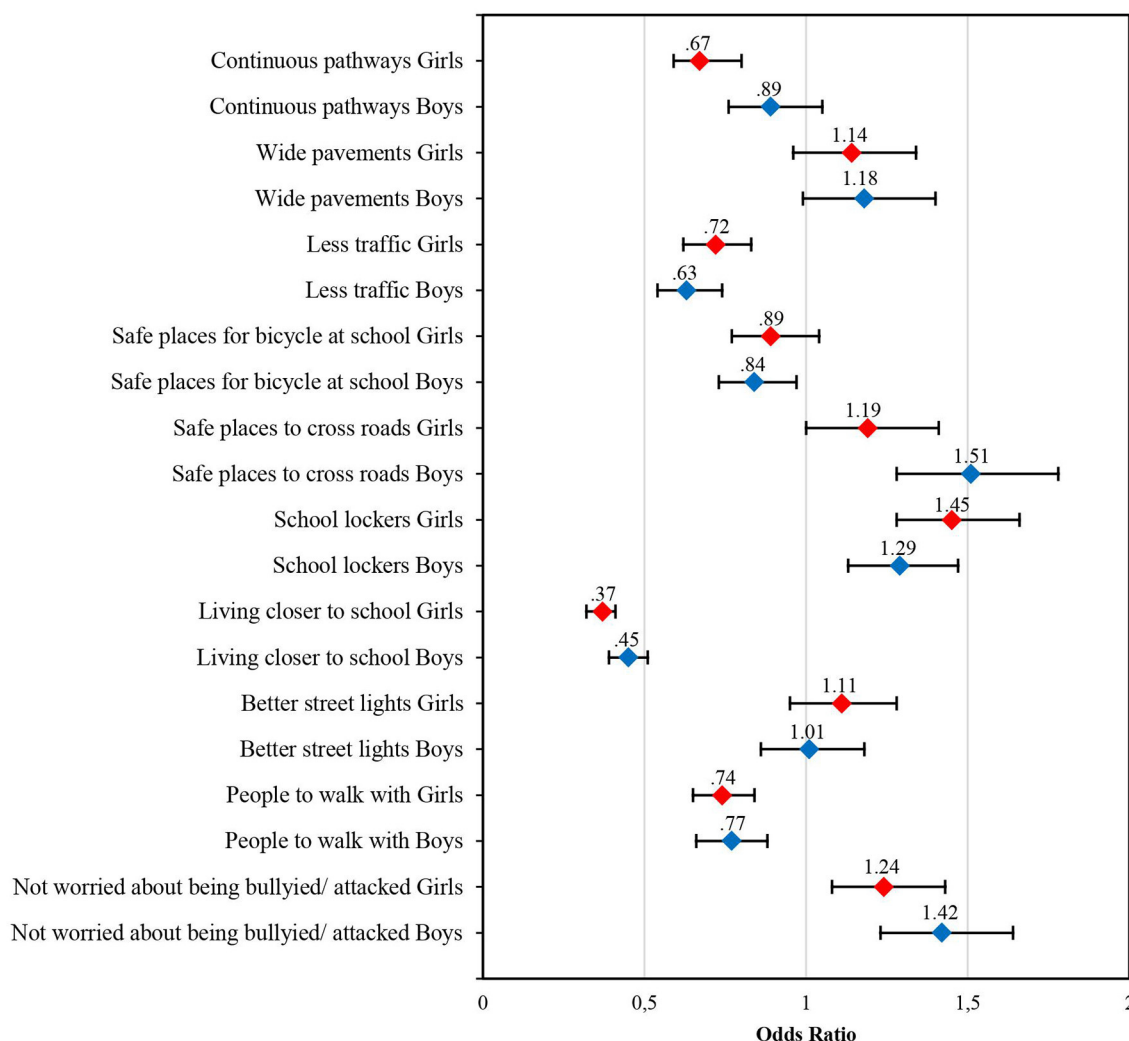 Continuous pathways Girls .67
Continuous pathways Boys .89
Wide pavements Girls 1.14
Wide pavements Boys 1.18
Less traffic Girls .72
Less traffic Boys .63
Safe places for bicycle at school Girls .89
Safe places for bicycle at school Boys .84
Safe places to cross roads Girls 1.19
Safe places to cross roads Boys 1.51
School lockers Girls 1.45
School lockers Boys 1.29
Living closer to school Girls .37
Living closer to school Boys .45
Better street lights Girls 1.11
Better street lights Boys 1.01
People to walk with Girls .74
People to walk with Boys .77
Not worried about being bullyied/ attacked Girls 1.24
Not worried about being bullyied/ attacked Boys 1.42
0 0,5 1 1,5 2
Odds Ratio